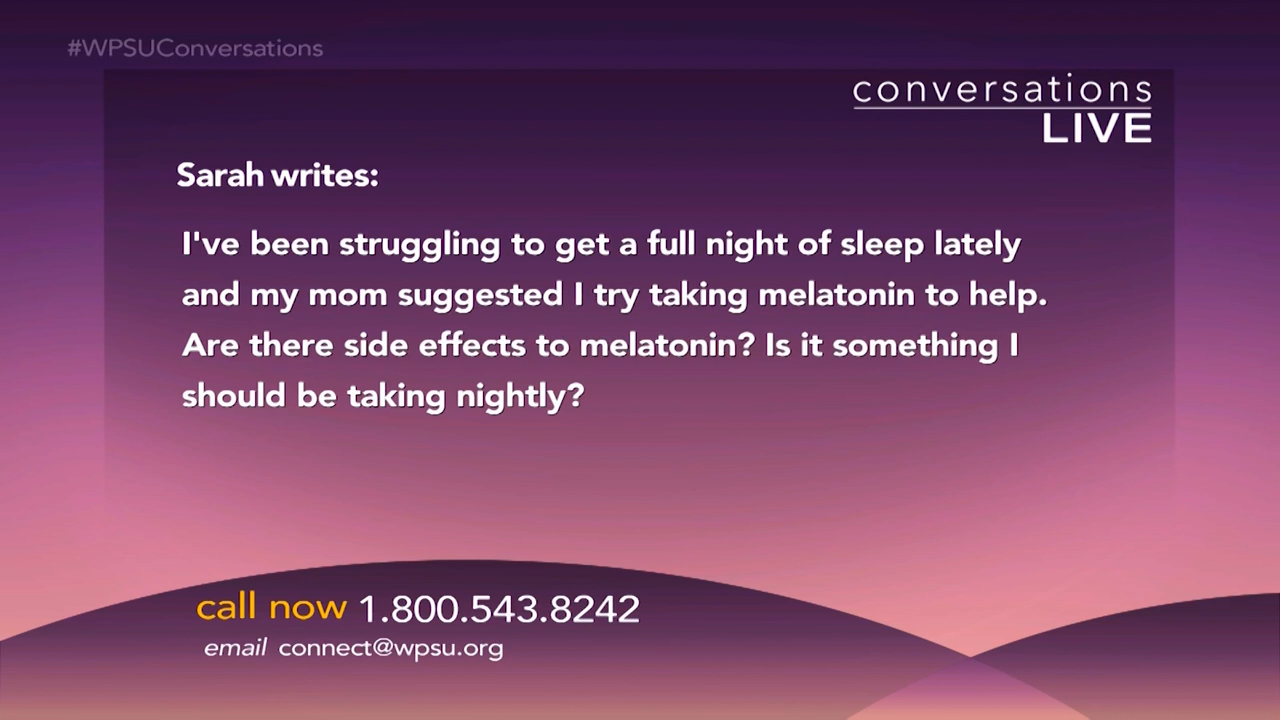 #WPSUConversations
conversations
LIVE
Sarah writes:
I've been struggling to get a full night of sleep lately
and my mom suggested I try taking melatonin to help.
Are there side effects to melatonin? Is it something I
should be taking nightly?
call now 1.800.543.8242
email connect@wpsu.org